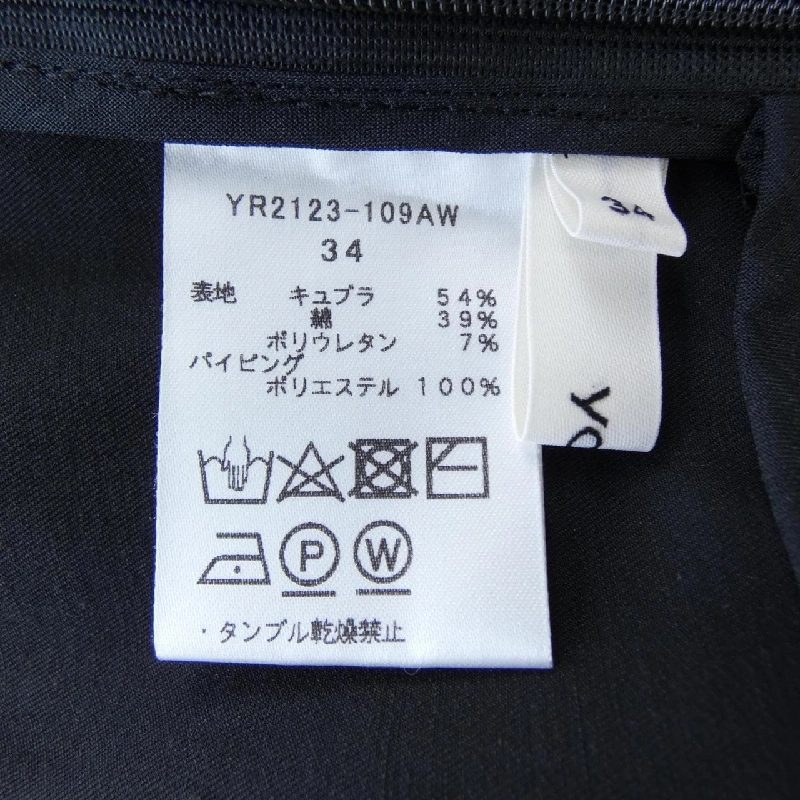 YR2123-109AW
34
表地 キュプラ 54%
綿 39%
ポリウレタン 7%
パイピング
ポリエステル 100%
P W
・タンブル乾燥禁止
34